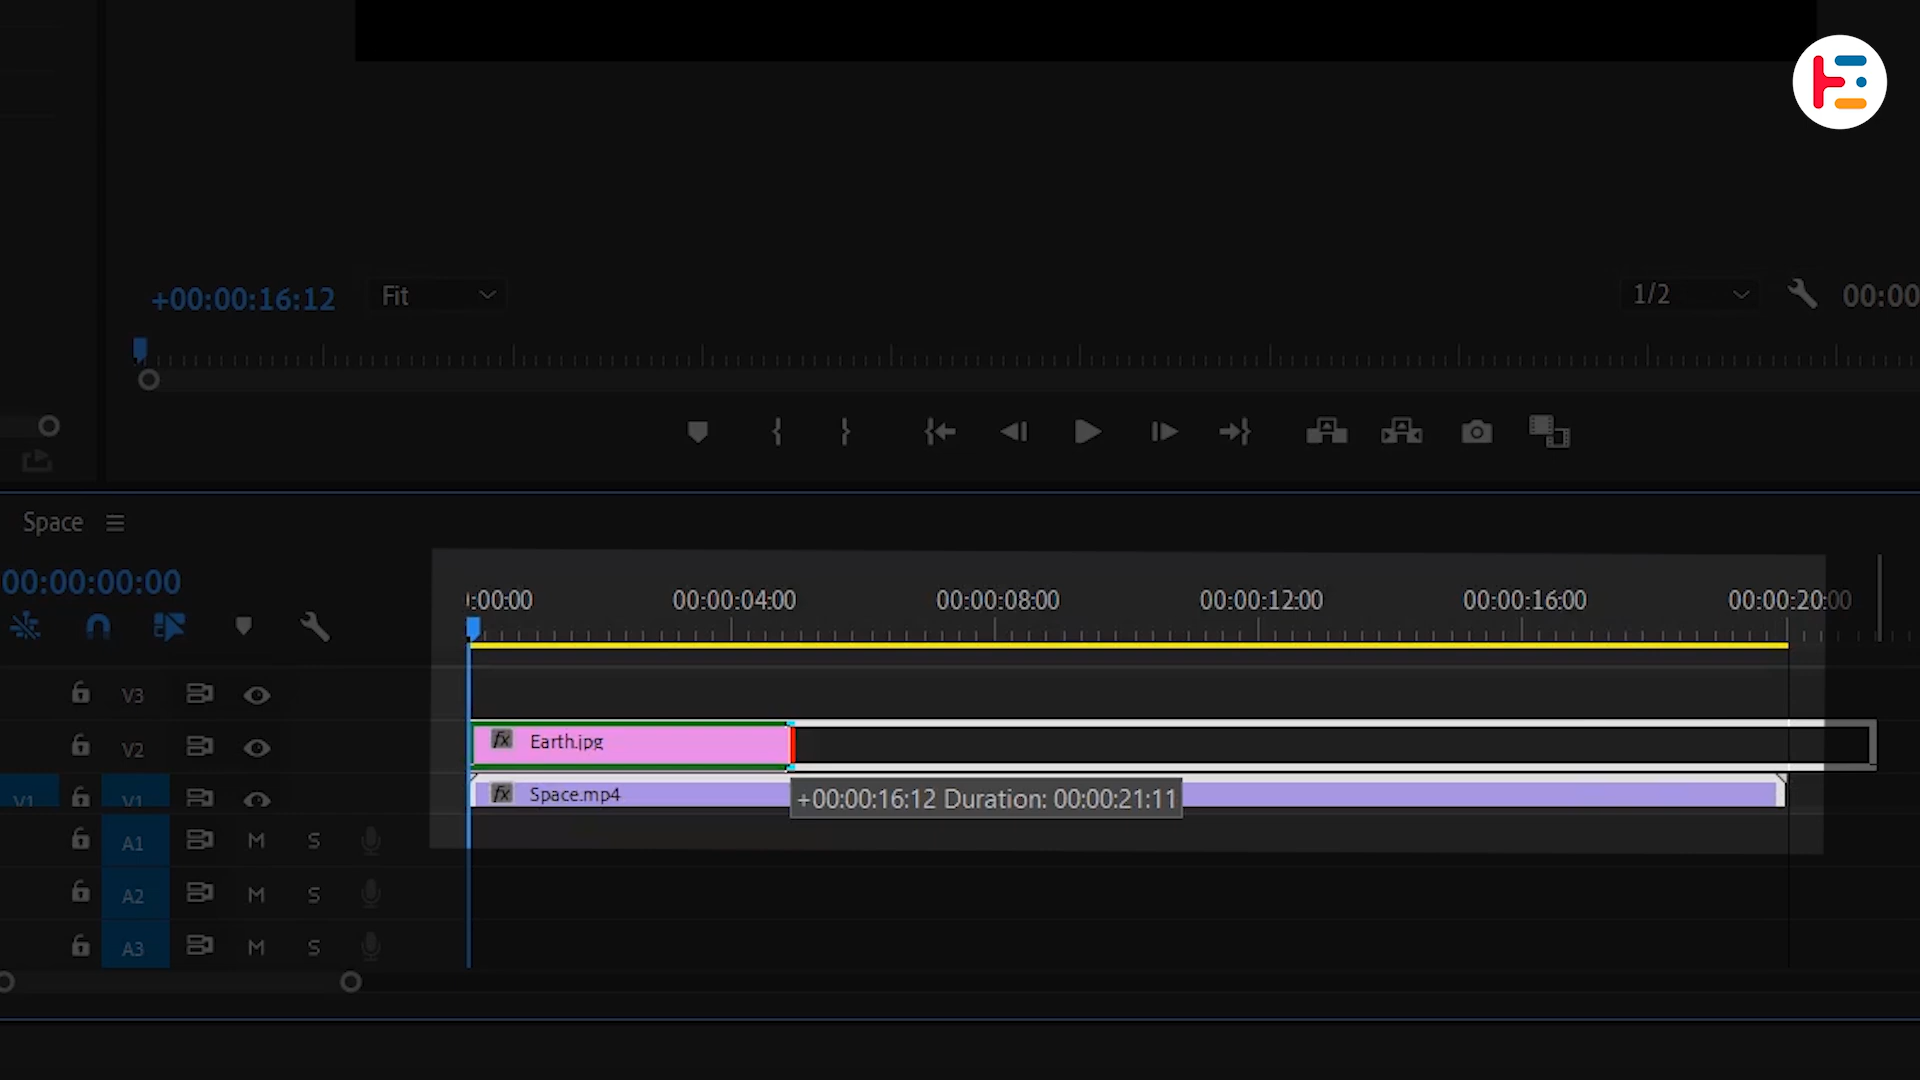 +00:00:16:12 Fit 1/2 00:00
Space
00:00:00:00
:00:00 00:00:04:00 00:00:08:00 00:00:12:00 00:00:16:00 00:00:20:00
V3
V2 fx Earth.jpg
V1 V1 fx Space.mp4
+00:00:16:12 Duration: 00:00:21:11
A1 M S
A2 M S
A3 M S